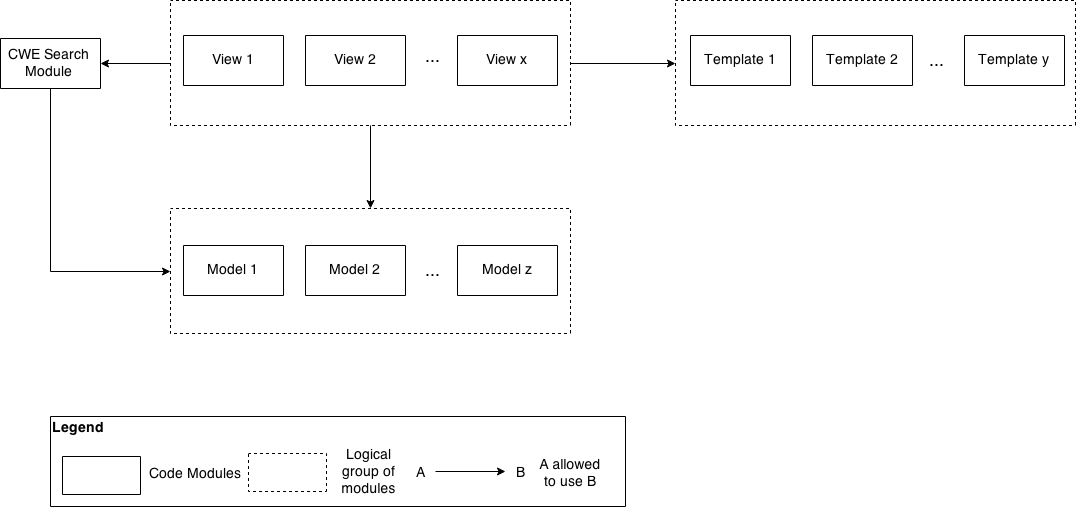 CWE Search
Module
View 1
View 2
...
View x
Template 1
Template 2
...
Template y
Model 1
Model 2
...
Model z
Legend
Code Modules
Logical
group of
modules
A
B
A allowed
to use B